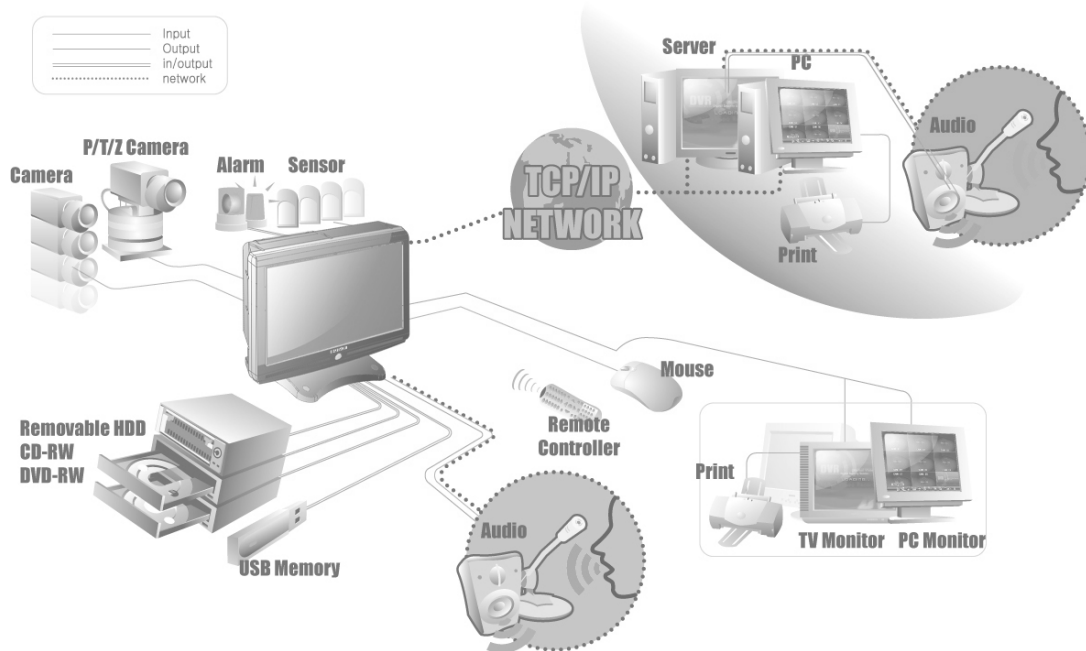 Input
Output
in/output
network
Server
PC
Audio
P/T/Z Camera
Camera
Alarm
Sensor
TCP/IP
NETWORK
Print
Mouse
Remote
Controller
Removable HDD
CD-RW
DVD-RW
USB Memory
Audio
Print
TV Monitor
PC Monitor